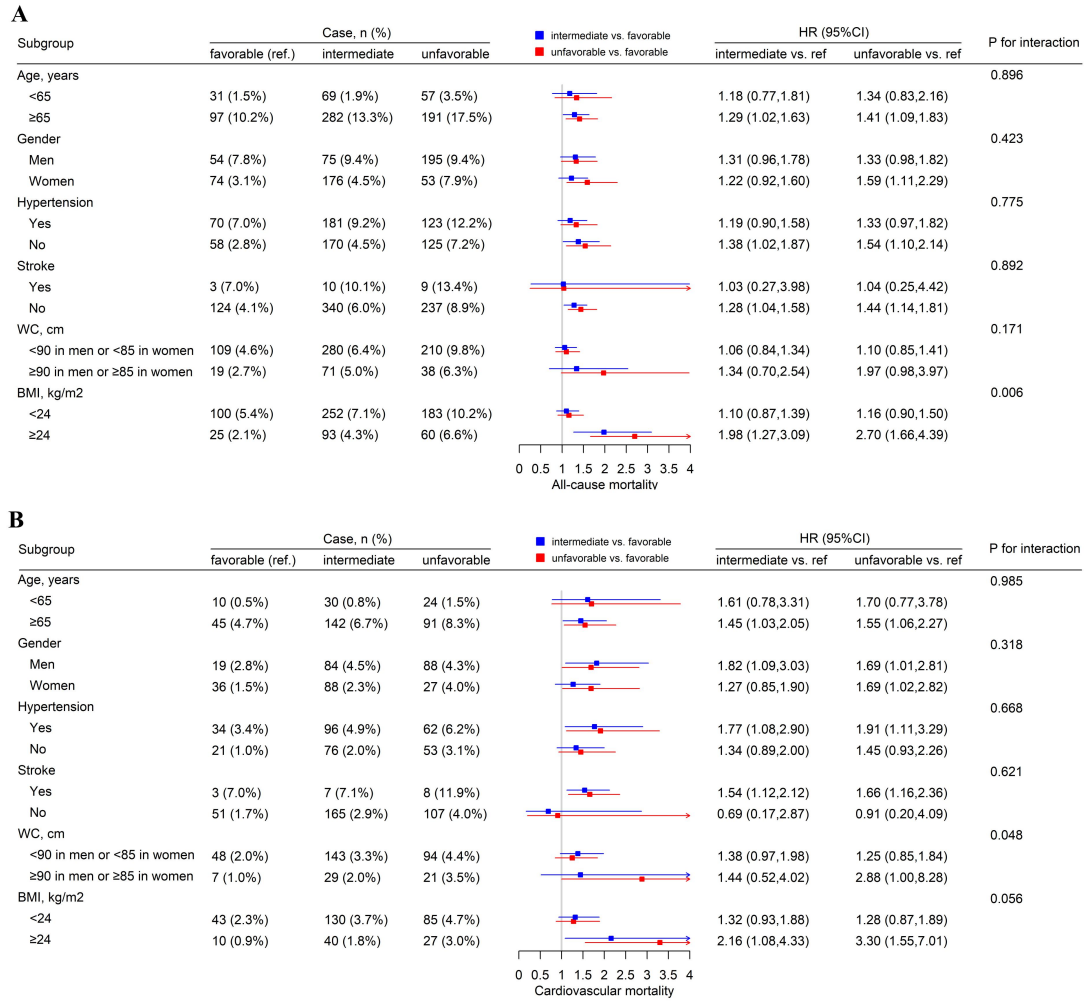 A
Case, n (%) intermediate vs. favorable HR (95%CI)
Subgroup P for interaction
favorable (ref.) intermediate unfavorable unfavorable vs. favorable intermediate vs. ref unfavorable vs. ref
Age, years 0.896
<65 31 (1.5%) 69 (1.9%) 57 (3.5%) 1.18 (0.77,1.81) 1.34 (0.83,2.16)
≥65 97 (10.2%) 282 (13.3%) 191 (17.5%) 1.29 (1.02,1.63) 1.41 (1.09,1.83)
Gender 0.423
Men 54 (7.8%) 75 (9.4%) 195 (9.4%) 1.31 (0.96,1.78) 1.33 (0.98,1.82)
Women 74 (3.1%) 176 (4.5%) 53 (7.9%) 1.22 (0.92,1.60) 1.59 (1.11,2.29)
Hypertension 0.775
Yes 70 (7.0%) 181 (9.2%) 123 (12.2%) 1.19 (0.90,1.58) 1.33 (0.97,1.82)
No 58 (2.8%) 170 (4.5%) 125 (7.2%) 1.38 (1.02,1.87) 1.54 (1.10,2.14)
Stroke 0.892
Yes 3 (7.0%) 10 (10.1%) 9 (13.4%) 1.03 (0.27,3.98) 1.04 (0.25,4.42)
No 124 (4.1%) 340 (6.0%) 237 (8.9%) 1.28 (1.04,1.58) 1.44 (1.14,1.81)
WC, cm 0.171
<90 in men or <85 in women 109 (4.6%) 280 (6.4%) 210 (9.8%) 1.06 (0.84,1.34) 1.10 (0.85,1.41)
≥90 in men or ≥85 in women 19 (2.7%) 71 (5.0%) 38 (6.3%) 1.34 (0.70,2.54) 1.97 (0.98,3.97)
BMI, kg/m2 0.006
<24 100 (5.4%) 252 (7.1%) 183 (10.2%) 1.10 (0.87,1.39) 1.16 (0.90,1.50)
≥24 25 (2.1%) 93 (4.3%) 60 (6.6%) 1.98 (1.27,3.09) 2.70 (1.66,4.39)
0 0.5 1 1.5 2 2.5 3 3.5 4
All-cause mortality
B
Case, n (%) intermediate vs. favorable HR (95%CI)
Subgroup P for interaction
favorable (ref.) intermediate unfavorable unfavorable vs. favorable intermediate vs. ref unfavorable vs. ref
Age, years 0.985
<65 10 (0.5%) 30 (0.8%) 24 (1.5%) 1.61 (0.78,3.31) 1.70 (0.77,3.78)
≥65 45 (4.7%) 142 (6.7%) 91 (8.3%) 1.45 (1.03,2.05) 1.55 (1.06,2.27)
Gender 0.318
Men 19 (2.8%) 84 (4.5%) 88 (4.3%) 1.82 (1.09,3.03) 1.69 (1.01,2.81)
Women 36 (1.5%) 88 (2.3%) 27 (4.0%) 1.27 (0.85,1.90) 1.69 (1.02,2.82)
Hypertension 0.668
Yes 34 (3.4%) 96 (4.9%) 62 (6.2%) 1.77 (1.08,2.90) 1.91 (1.11,3.29)
No 21 (1.0%) 76 (2.0%) 53 (3.1%) 1.34 (0.89,2.00) 1.45 (0.93,2.26)
Stroke 0.621
Yes 3 (7.0%) 7 (7.1%) 8 (11.9%) 1.54 (1.12,2.12) 1.66 (1.16,2.36)
No 51 (1.7%) 165 (2.9%) 107 (4.0%) 0.69 (0.17,2.87) 0.91 (0.20,4.09)
WC, cm 0.048
<90 in men or <85 in women 48 (2.0%) 143 (3.3%) 94 (4.4%) 1.38 (0.97,1.98) 1.25 (0.85,1.84)
≥90 in men or ≥85 in women 7 (1.0%) 29 (2.0%) 21 (3.5%) 1.44 (0.52,4.02) 2.88 (1.00,8.28)
BMI, kg/m2 0.056
<24 43 (2.3%) 130 (3.7%) 85 (4.7%) 1.32 (0.93,1.88) 1.28 (0.87,1.89)
≥24 10 (0.9%) 40 (1.8%) 27 (3.0%) 2.16 (1.08,4.33) 3.30 (1.55,7.01)
0 0.5 1 1.5 2 2.5 3 3.5 4
Cardiovascular mortality